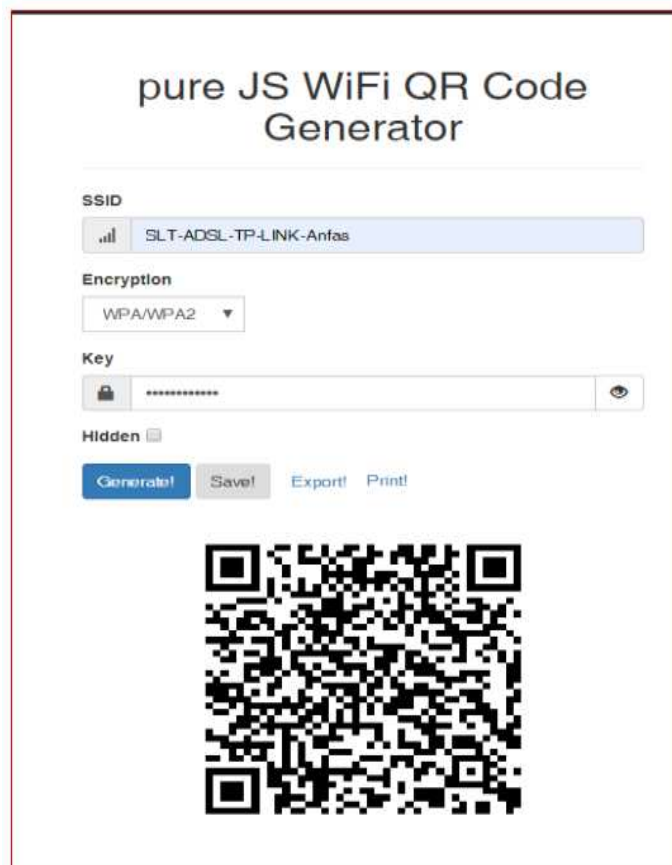 pure JS WiFi QR Code
Generator
SSID
SLT-ADSL-TP-LINK-Anfas
Encryption
WPA/WPA2
Key
••••••••••••
Hidden
Generate!
Save!
Export!
Print!